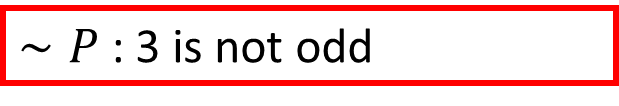 ~ P : 3 is not odd